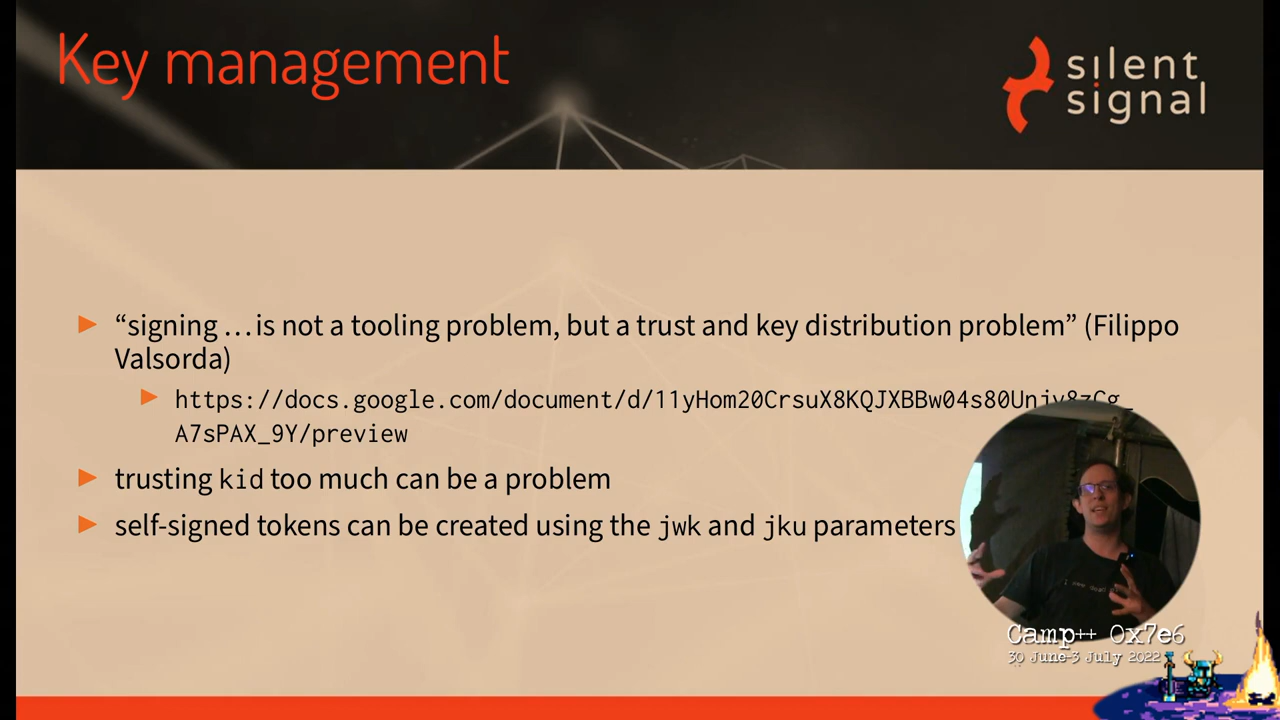 Key management
silent
signal
“signing …is not a tooling problem, but a trust and key distribution problem” (Filippo
Valsorda)
https://docs.google.com/document/d/11yHom20CrsuX8KQJXBBw04s80Unjv8zCg_
A7sPAX_9Y/preview
trusting kid too much can be a problem
self-signed tokens can be created using the jwk and jku parameters
Camp++ 0x7e6
30 June-3 July 2022